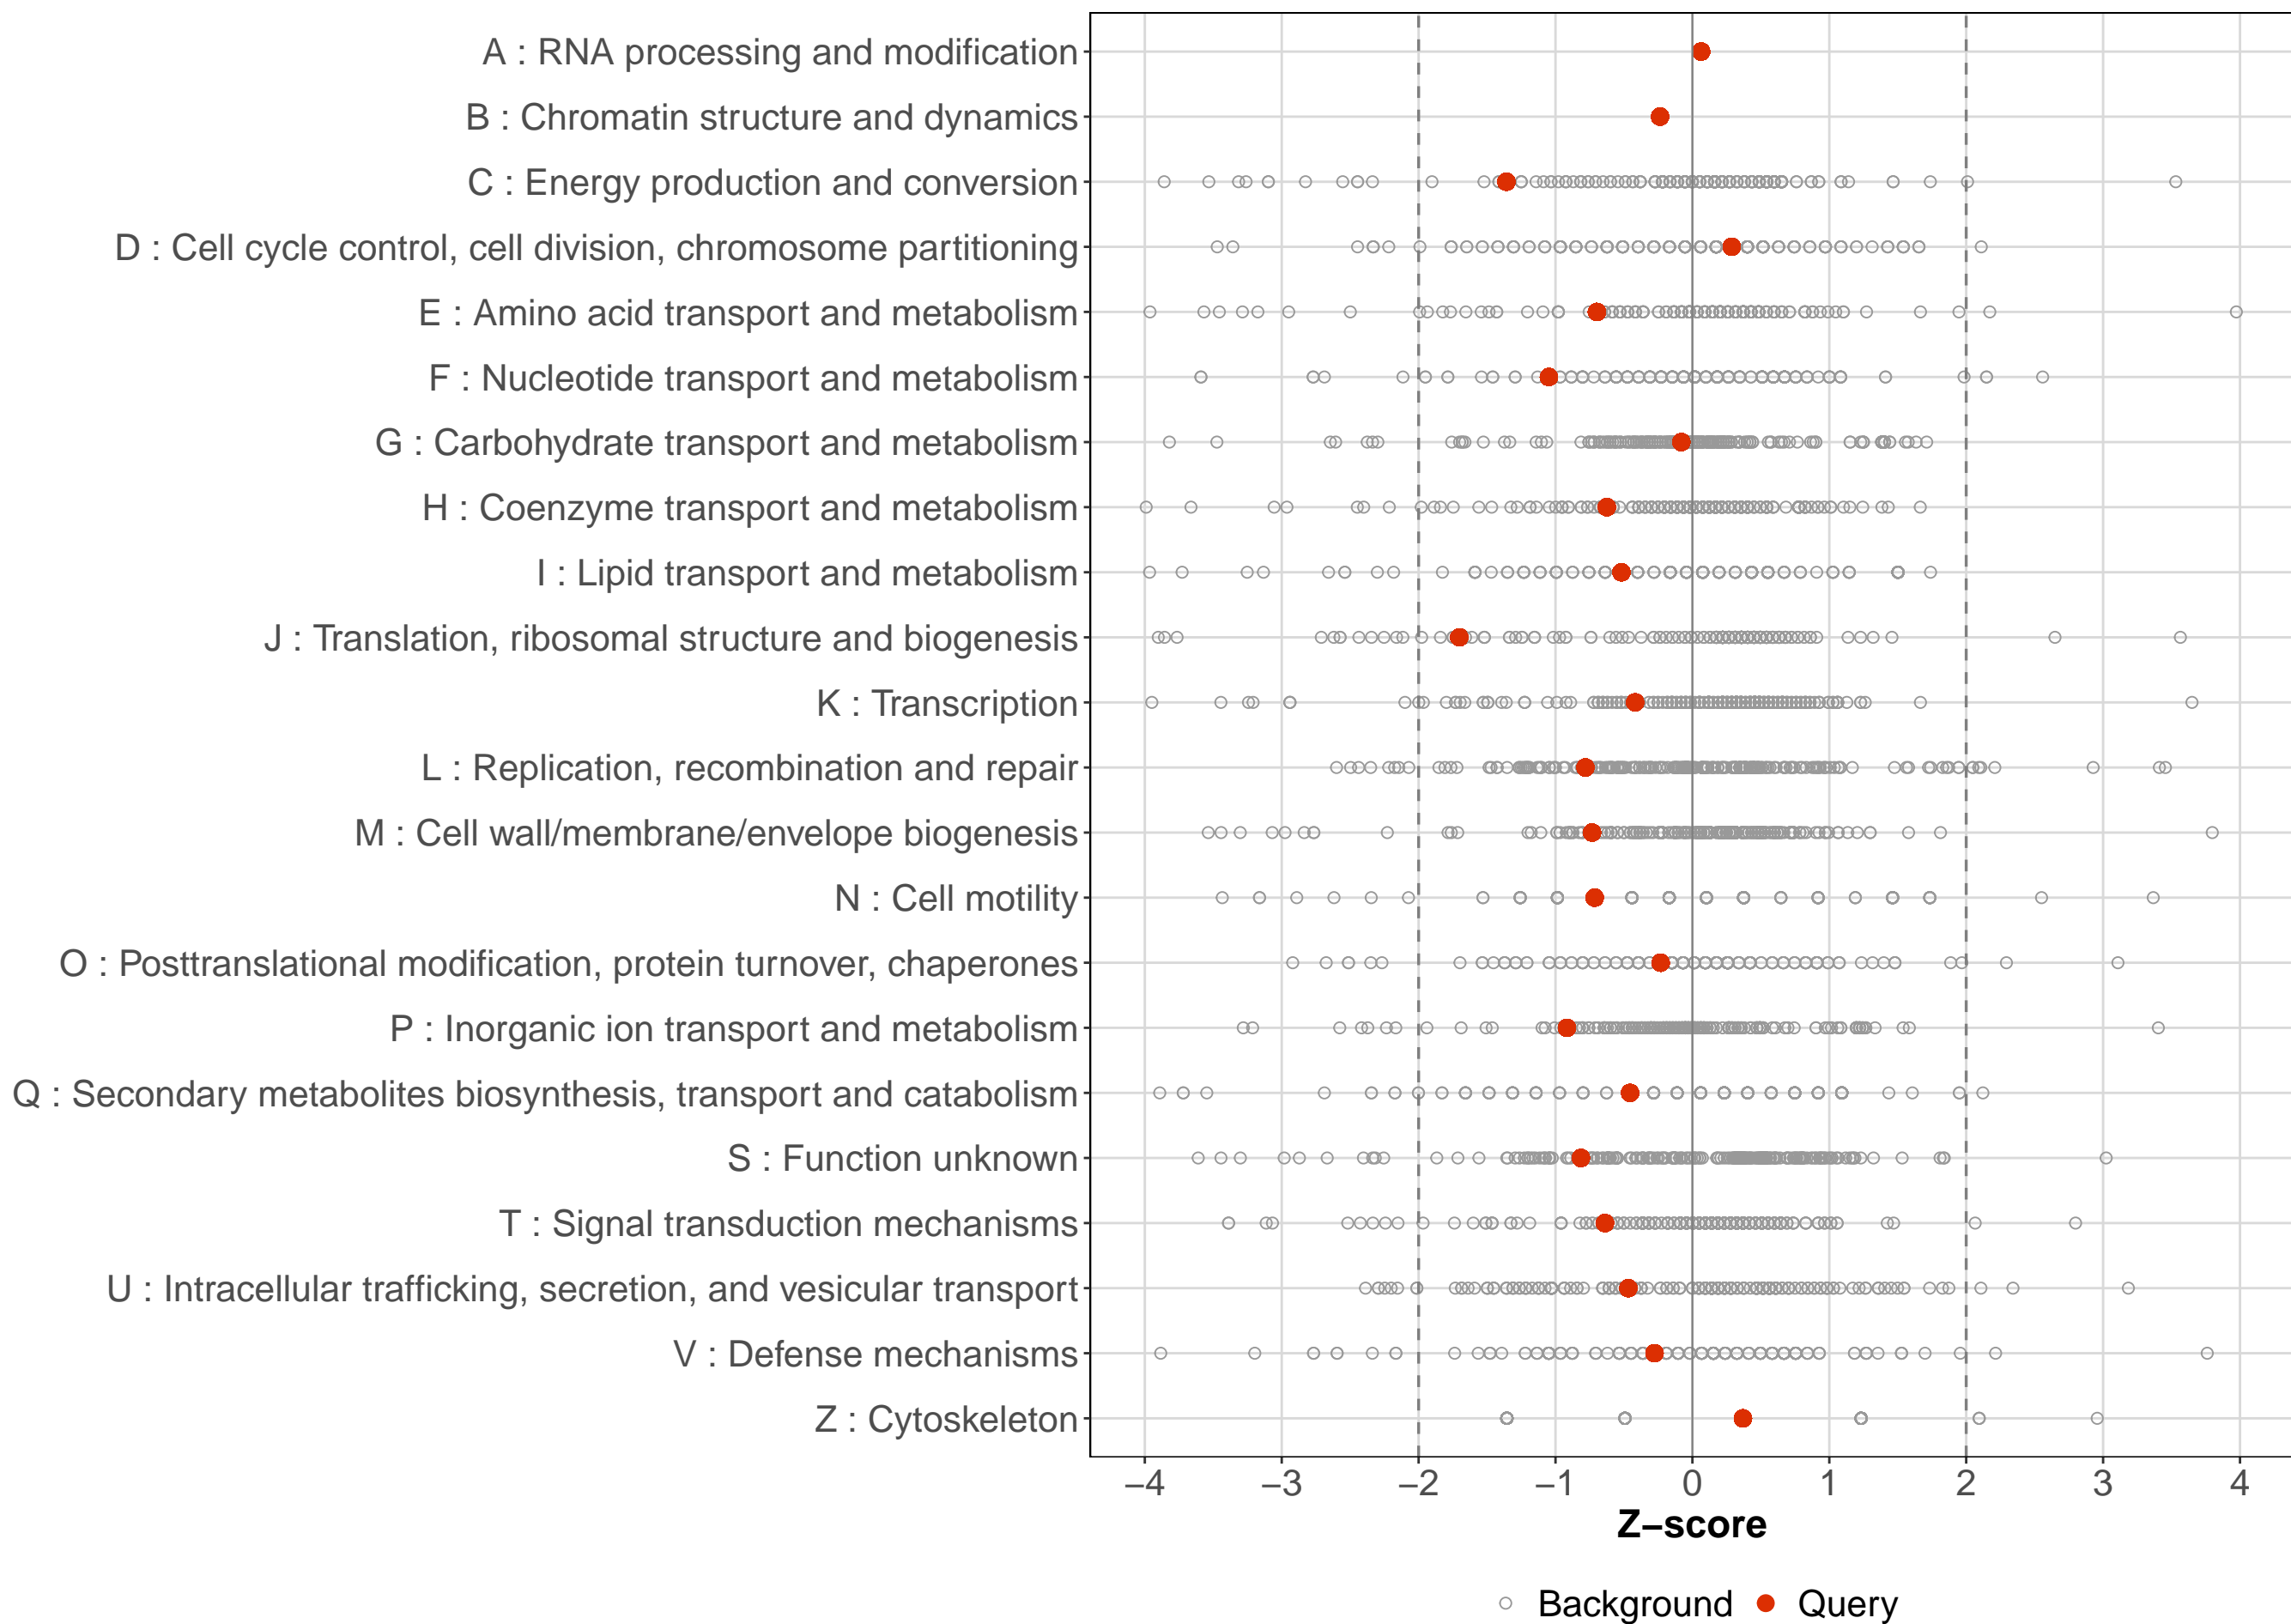 A : RNA processing and modification
B : Chromatin structure and dynamics
C : Energy production and conversion
D : Cell cycle control, cell division, chromosome partitioning
E : Amino acid transport and metabolism
F : Nucleotide transport and metabolism
G : Carbohydrate transport and metabolism
H : Coenzyme transport and metabolism
I : Lipid transport and metabolism
J : Translation, ribosomal structure and biogenesis
K : Transcription
L : Replication, recombination and repair
M : Cell wall/membrane/envelope biogenesis
N : Cell motility
O : Posttranslational modification, protein turnover, chaperones
P : Inorganic ion transport and metabolism
Q : Secondary metabolites biosynthesis, transport and catabolism
S : Function unknown
T : Signal transduction mechanisms
U : Intracellular trafficking, secretion, and vesicular transport
V : Defense mechanisms
Z : Cytoskeleton
−4 −3 −2 −1 0 1 2 3 4
Z−score
Background Query